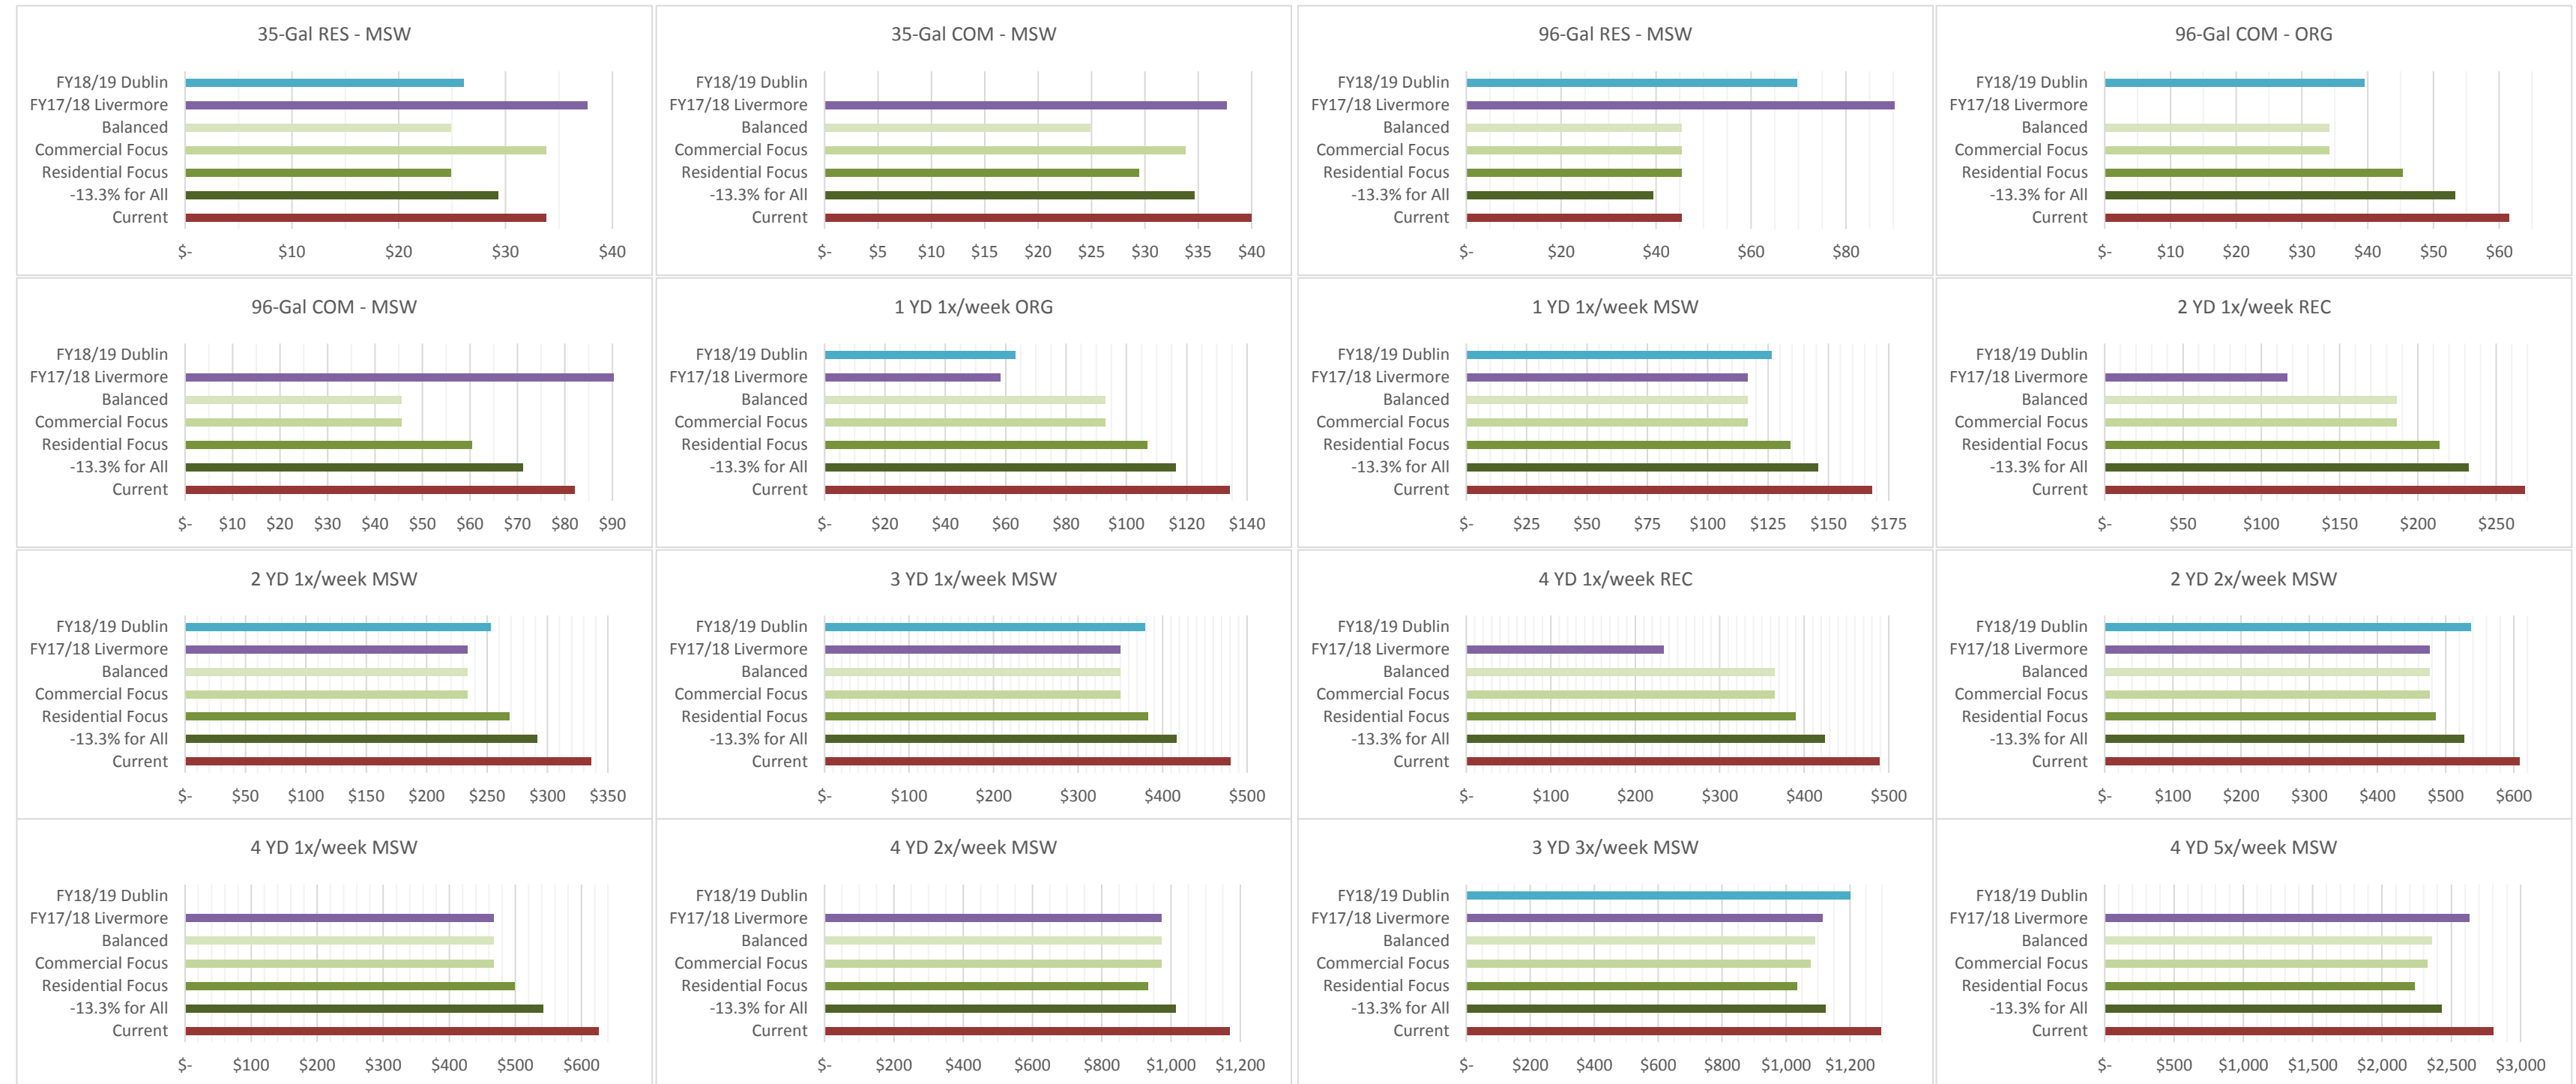 35-Gal RES - MSW
FY18/19 Dublin
FY17/18 Livermore
Balanced
Commercial Focus
Residential Focus
-13.3% for All
Current
$- $10 $20 $30 $40
35-Gal COM - MSW
FY18/19 Dublin
FY17/18 Livermore
Balanced
Commercial Focus
Residential Focus
-13.3% for All
Current
$- $5 $10 $15 $20 $25 $30 $35 $40
96-Gal RES - MSW
FY18/19 Dublin
FY17/18 Livermore
Balanced
Commercial Focus
Residential Focus
-13.3% for All
Current
$- $20 $40 $60 $80
96-Gal COM - ORG
FY18/19 Dublin
FY17/18 Livermore
Balanced
Commercial Focus
Residential Focus
-13.3% for All
Current
$- $10 $20 $30 $40 $50 $60
96-Gal COM - MSW
FY18/19 Dublin
FY17/18 Livermore
Balanced
Commercial Focus
Residential Focus
-13.3% for All
Current
$- $10 $20 $30 $40 $50 $60 $70 $80 $90
1 YD 1x/week ORG
FY18/19 Dublin
FY17/18 Livermore
Balanced
Commercial Focus
Residential Focus
-13.3% for All
Current
$- $20 $40 $60 $80 $100 $120 $140
1 YD 1x/week MSW
FY18/19 Dublin
FY17/18 Livermore
Balanced
Commercial Focus
Residential Focus
-13.3% for All
Current
$- $25 $50 $75 $100 $125 $150 $175
2 YD 1x/week REC
FY18/19 Dublin
FY17/18 Livermore
Balanced
Commercial Focus
Residential Focus
-13.3% for All
Current
$- $50 $100 $150 $200 $250
2 YD 1x/week MSW
FY18/19 Dublin
FY17/18 Livermore
Balanced
Commercial Focus
Residential Focus
-13.3% for All
Current
$- $50 $100 $150 $200 $250 $300 $350
3 YD 1x/week MSW
FY18/19 Dublin
FY17/18 Livermore
Balanced
Commercial Focus
Residential Focus
-13.3% for All
Current
$- $100 $200 $300 $400 $500
4 YD 1x/week REC
FY18/19 Dublin
FY17/18 Livermore
Balanced
Commercial Focus
Residential Focus
-13.3% for All
Current
$- $100 $200 $300 $400 $500
2 YD 2x/week MSW
FY18/19 Dublin
FY17/18 Livermore
Balanced
Commercial Focus
Residential Focus
-13.3% for All
Current
$- $100 $200 $300 $400 $500 $600
4 YD 1x/week MSW
FY18/19 Dublin
FY17/18 Livermore
Balanced
Commercial Focus
Residential Focus
-13.3% for All
Current
$- $100 $200 $300 $400 $500 $600
4 YD 2x/week MSW
FY18/19 Dublin
FY17/18 Livermore
Balanced
Commercial Focus
Residential Focus
-13.3% for All
Current
$- $200 $400 $600 $800 $1,000 $1,200
3 YD 3x/week MSW
FY18/19 Dublin
FY17/18 Livermore
Balanced
Commercial Focus
Residential Focus
-13.3% for All
Current
$- $200 $400 $600 $800 $1,000 $1,200
4 YD 5x/week MSW
FY18/19 Dublin
FY17/18 Livermore
Balanced
Commercial Focus
Residential Focus
-13.3% for All
Current
$- $500 $1,000 $1,500 $2,000 $2,500 $3,000